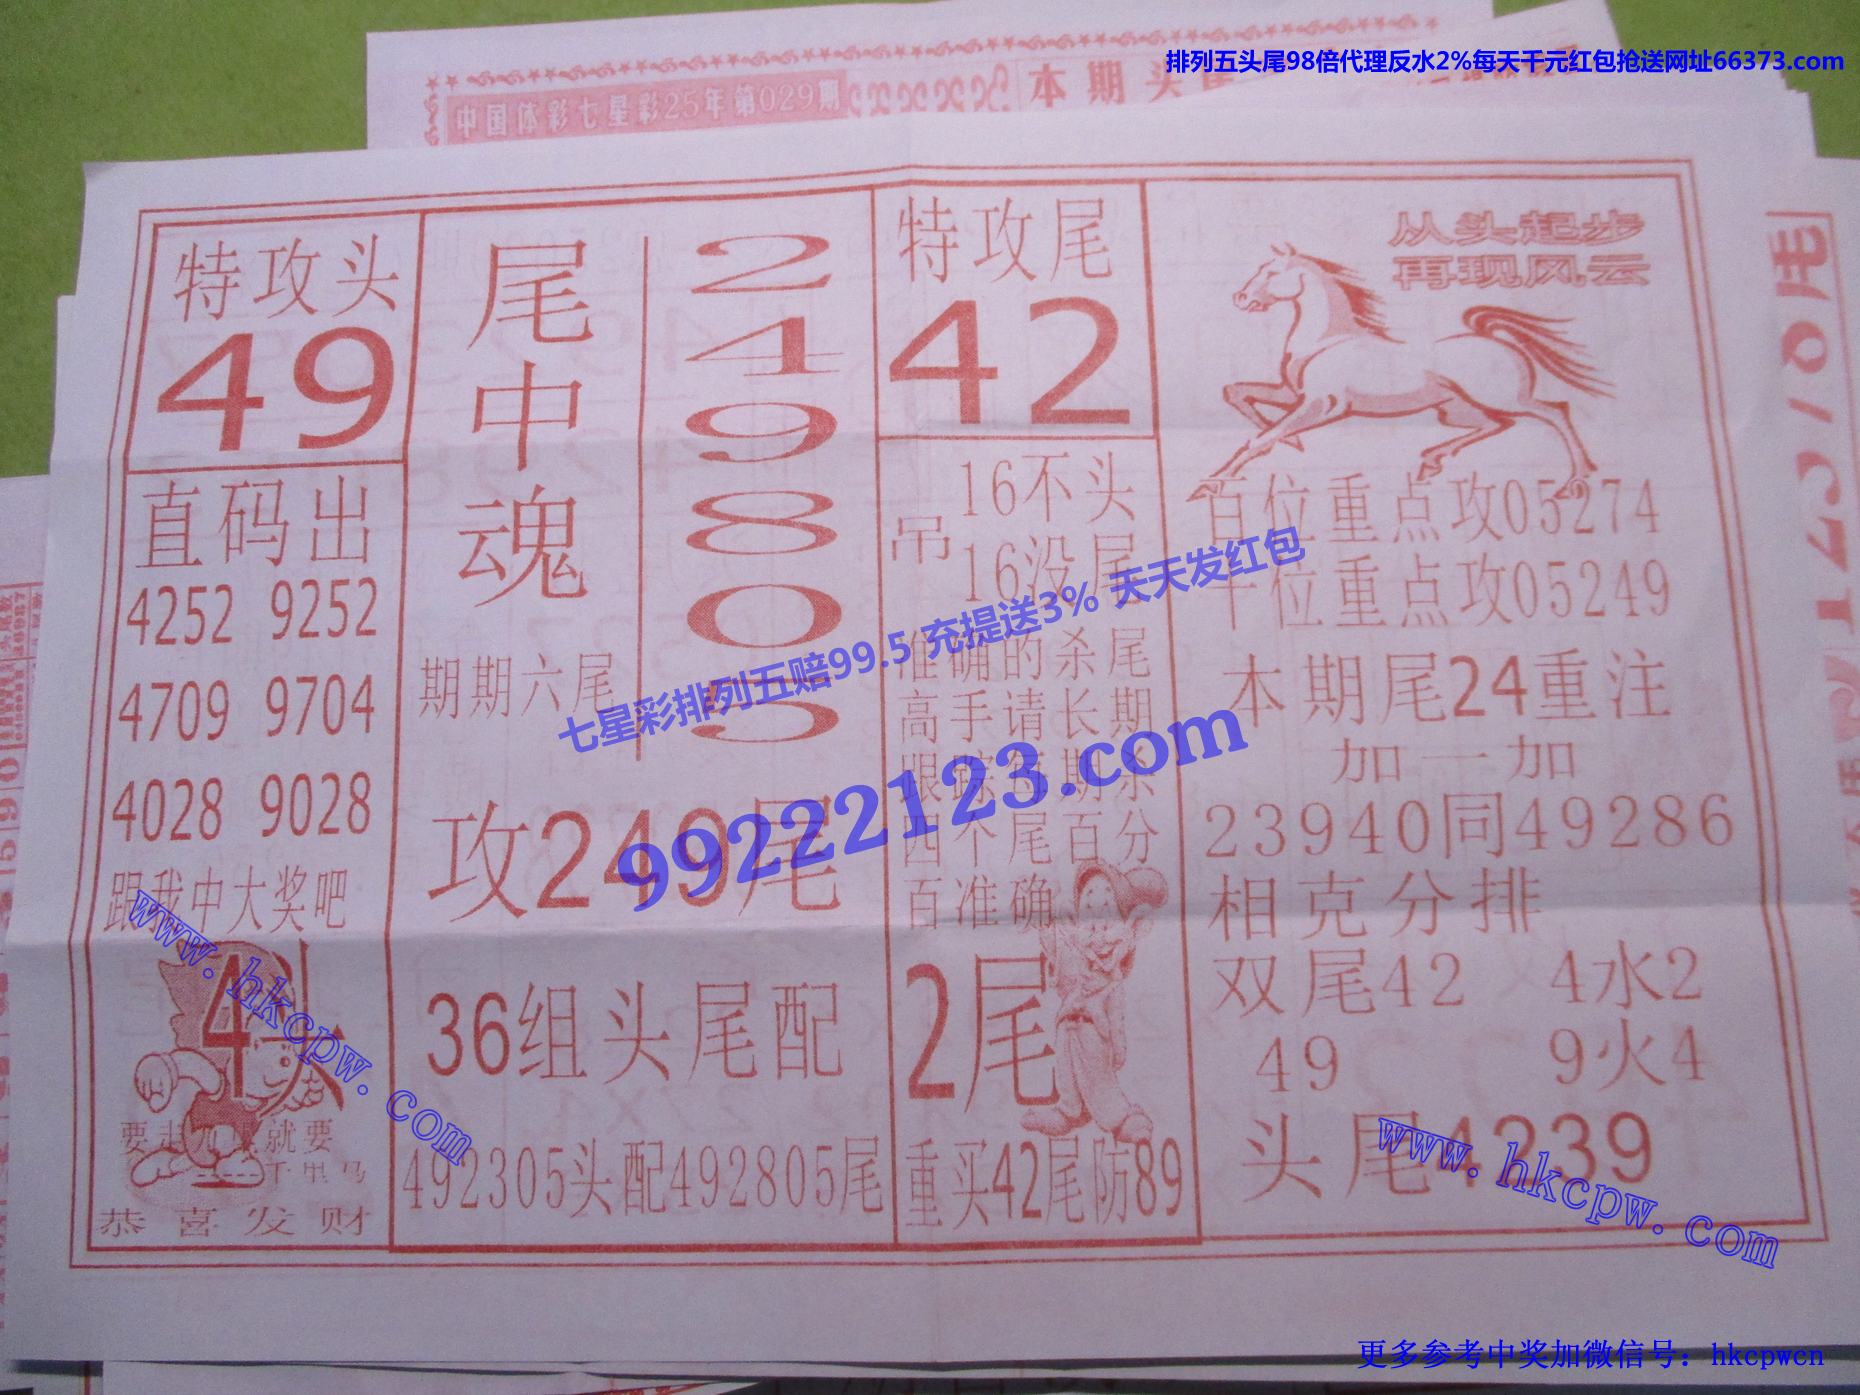 排列五头尾98倍代理反水2%每天千元红包抢送网址66373.com
中国体彩七星彩25年第029期
本期头
特攻头
49
直码出
4252 9252
4709 9704
4028 9028
跟我中大奖吧
4头
就要
千里马
恭喜发财
尾中魂
249805
期期六尾
攻249尾
36组头尾配
492305头配492805尾
特攻尾
42
吊
16不头
16没尾
准确的杀尾
高手请长期
跟踪每期杀
四个尾百分
百准确
2尾
重买42尾防89
从头起步
再现风云
百位重点攻05274
千位重点攻05249
本期尾24重注
加一加
23940同49286
相克分排
双尾42 4水2
49 9火4
头尾4239
七星彩排列五赔99.5 充提送3% 天天发红包
99222123.com
www.hkcpw.com
www.hkcpw.com
更多参考中奖加微信号：hkcpwcn